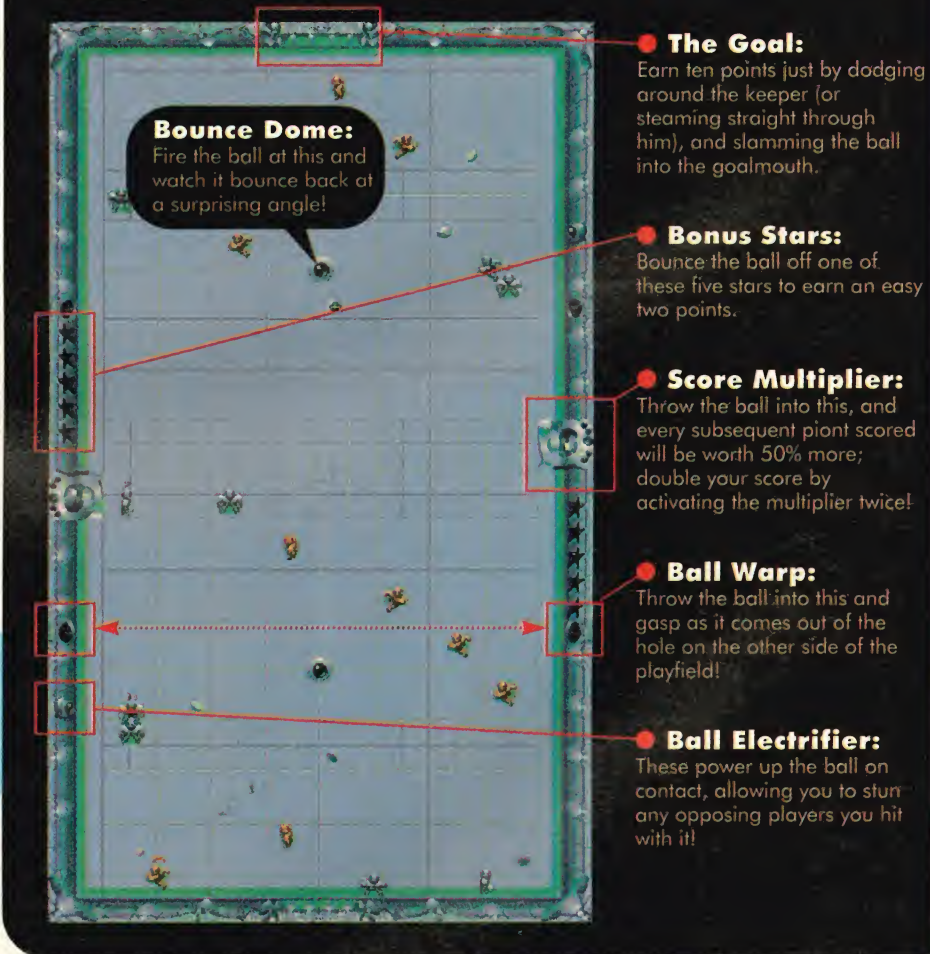 The Goal:
Earn ten points just by dodging
around the keeper (or
steaming straight through
him), and slamming the ball
into the goalmouth.
Bounce Dome:
Fire the ball at this and
watch it bounce back at
a surprising angle!
Bonus Stars:
Bounce the ball off one of
these five stars to earn an easy
two points.
Score Multiplier:
Throw the ball into this, and
every subsequent piont scored
will be worth 50% more;
double your score by
activating the multiplier twice!
Ball Warp:
Throw the ball into this and
gasp as it comes out of the
hole on the other side of the
playfield!
Ball Electrifier:
These power up the ball on
contact, allowing you to stun
any opposing players you hit
with it!